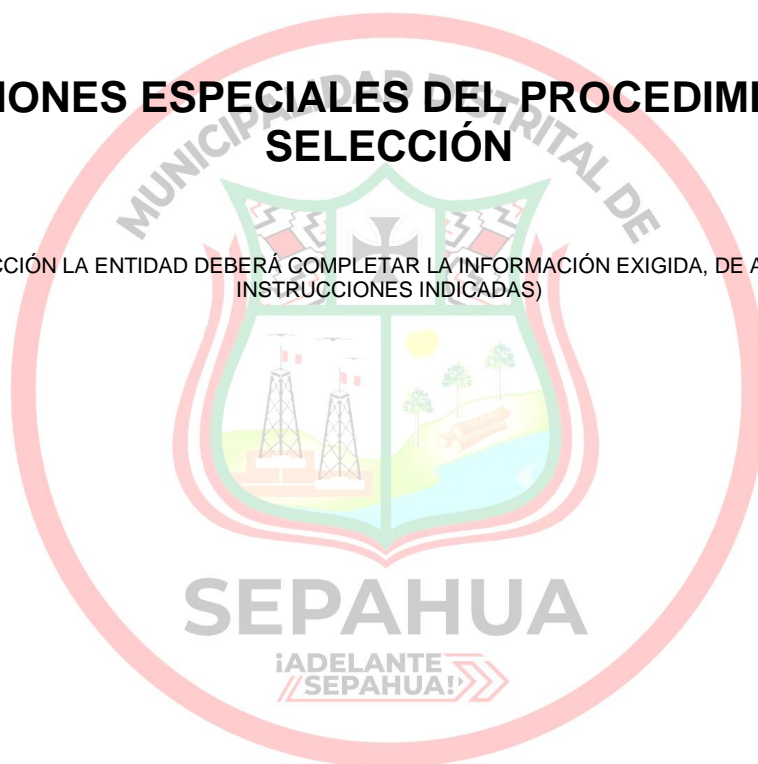 IONES ESPECIALES DEL PROCEDIMI
SELECCIÓN
MUNICIPALIDAD DISTRITAL DE
CCIÓN LA ENTIDAD DEBERÁ COMPLETAR LA INFORMACIÓN EXIGIDA, DE A
INSTRUCCIONES INDICADAS)
SEPAHUA
¡ADELANTE
SEPAHUA!